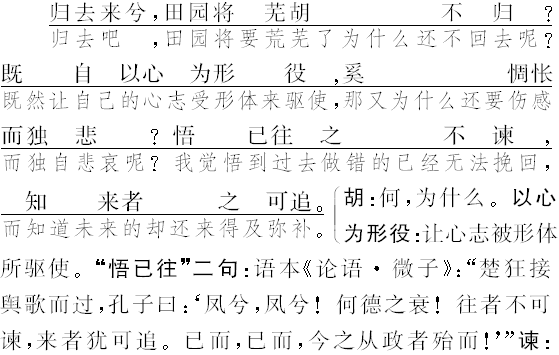 归去来兮,田园将 芜胡 不 归?
归去吧 ,田园将要荒芜了为什么还不回去呢?
既 自 以心 为形 役,奚 惆怅
既然让自己的心志受形体来驱使,那又为什么还要伤感
而独 悲 ?悟 已往 之 不 谏,
而独自悲哀呢?我觉悟到过去做错的已经无法挽回,
知 来者 之 可追。
而知道未来的却还来得及弥补。
胡:何,为什么。以心
为形役:让心志被形体
所驱使。“悟已往”二句:语本《论语·微子》:“楚狂接
舆歌而过,孔子曰:‘凤兮,凤兮!何德之衰!往者不可
谏,来者犹可追。已而,已而,今之从政者殆而!’”谏: